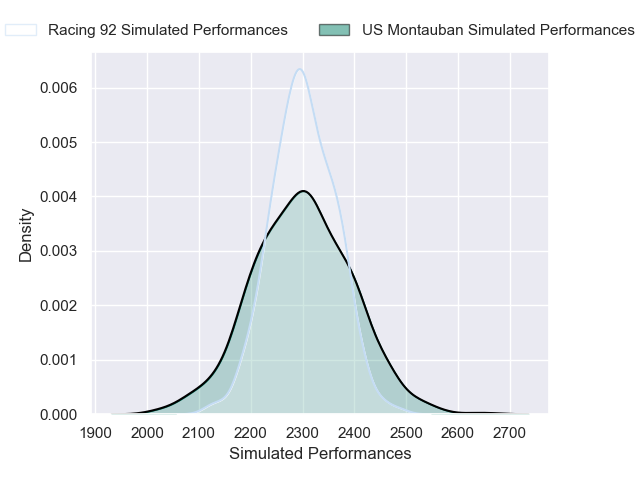 Racing 92 Simulated Performances US Montauban Simulated Performances
0.006
0.005
0.004
0.003
0.002
0.001
0.000
Density
1900 2000 2100 2200 2300 2400 2500 2600 2700
Simulated Performances